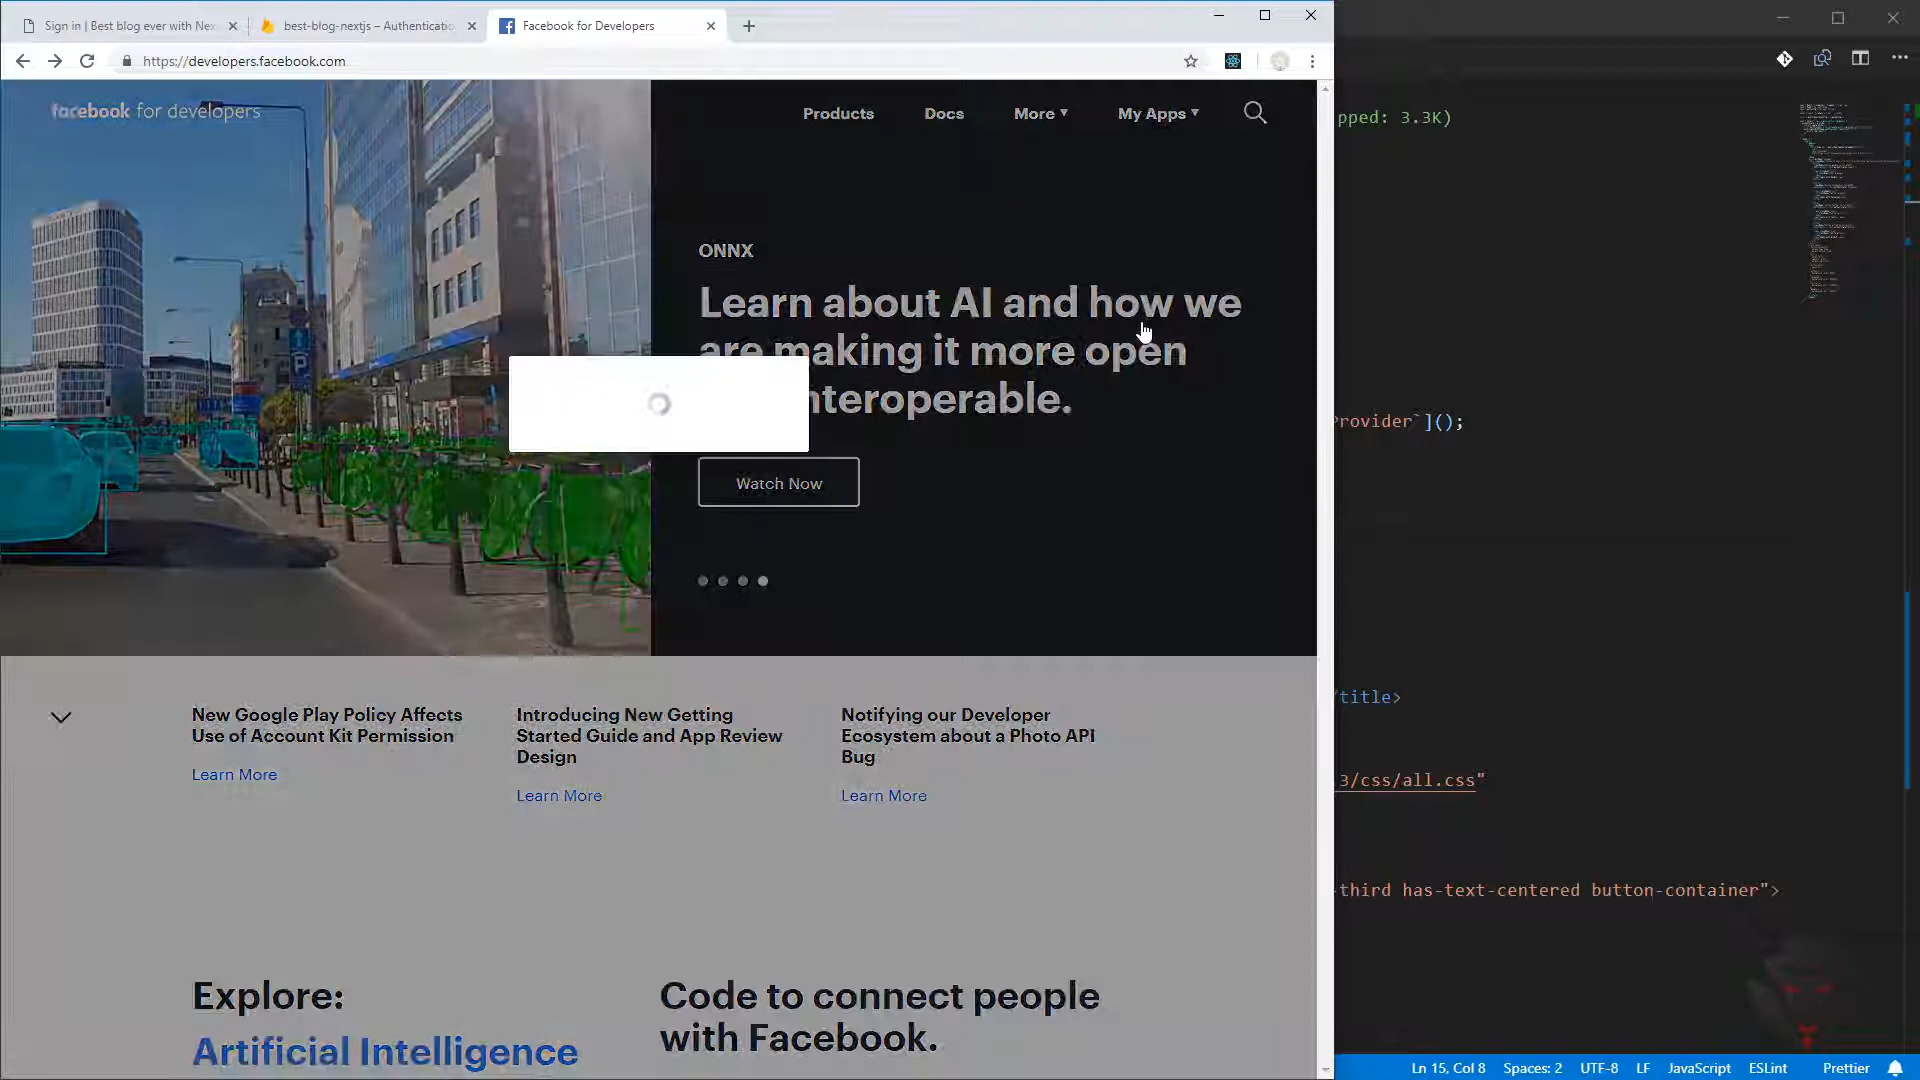 Sign in | Best blog ever with Nex
best-blog-nextjs – Authenticatio
Facebook for Developers
https://developers.facebook.com
facebook for developers
Products
Docs
More
My Apps
pped: 3.3K)
ONNX
Learn about AI and how we
are making it more open
nteroperable.
Provider`]();
Watch Now
/title>
New Google Play Policy Affects
Use of Account Kit Permission
Learn More
Introducing New Getting
Started Guide and App Review
Design
Learn More
Notifying our Developer
Ecosystem about a Photo API
Bug
Learn More
3/css/all.css"
-third has-text-centered button-container">
Explore:
Artificial Intelligence
Code to connect people
with Facebook.
Ln 15, Col 8
Spaces: 2
UTF-8
LF
JavaScript
ESLint
Prettier